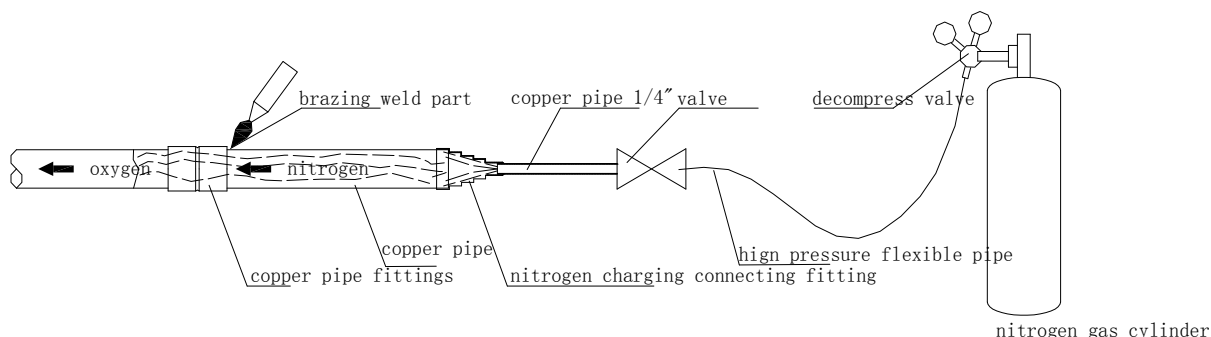 brazing weld part
copper pipe 1/4″
valve
decompress valve
oxygen
nitrogen
copper pipe
hign pressure flexible pipe
copper pipe fittings
nitrogen charging connecting fitting
nitrogen gas cylinder